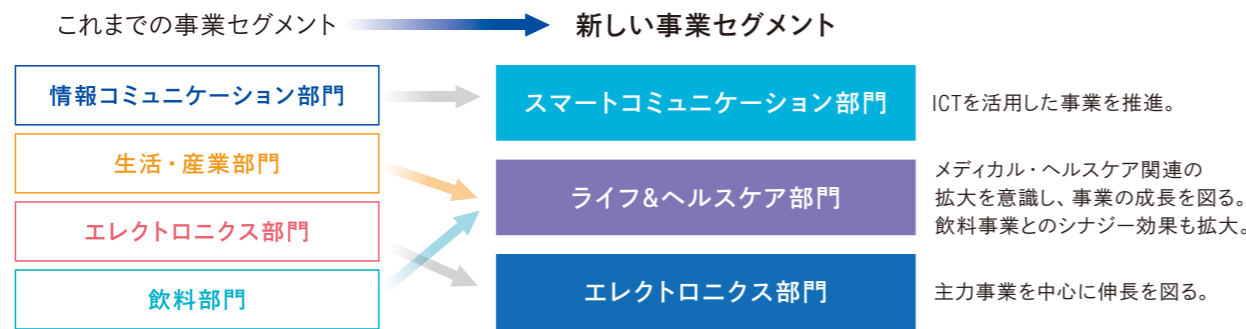 これまでの事業セグメント
新しい事業セグメント
情報コミュニケーション部門
生活・産業部門
エレクトロニクス部門
飲料部門
スマートコミュニケーション部門
ICTを活用した事業を推進。
ライフ&ヘルスケア部門
メディカル・ヘルスケア関連の
拡大を意識し、事業の成長を図る。
飲料事業とのシナジー効果も拡大。
エレクトロニクス部門
主力事業を中心に伸長を図る。